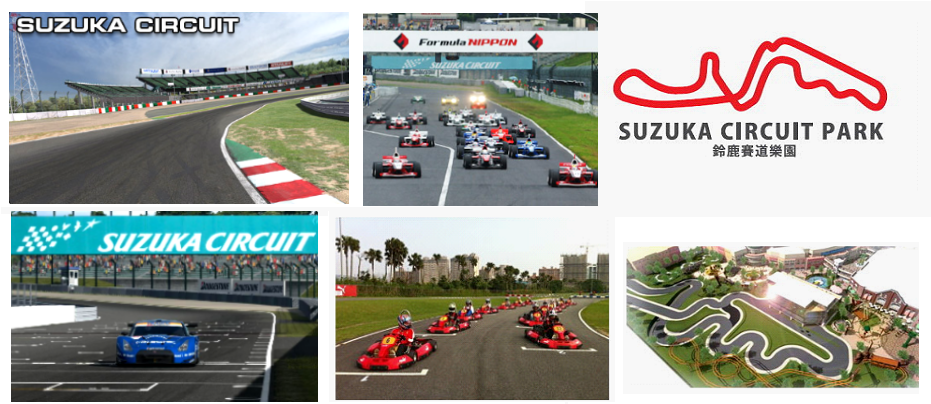 SUZUKA CIRCUIT
Formula NIPPON
SUZUKA CIRCUIT
SUZUKA CIRCUIT PARK
鈴鹿賽道樂園
SUZUKA CIRCUIT